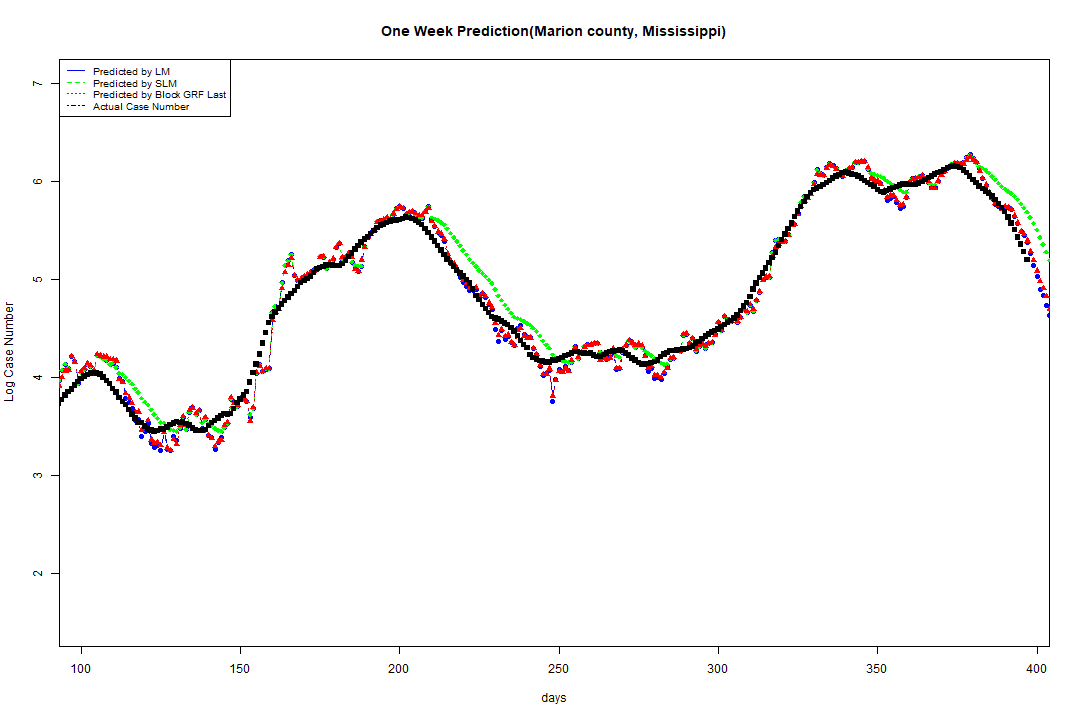 One Week Prediction(Marion county, Mississippi)
Predicted by LM
Predicted by SLM
Predicted by Block GRF Last
Actual Case Number
Log Case Number
7
6
5
4
3
2
100 150 200 250 300 350 400
days